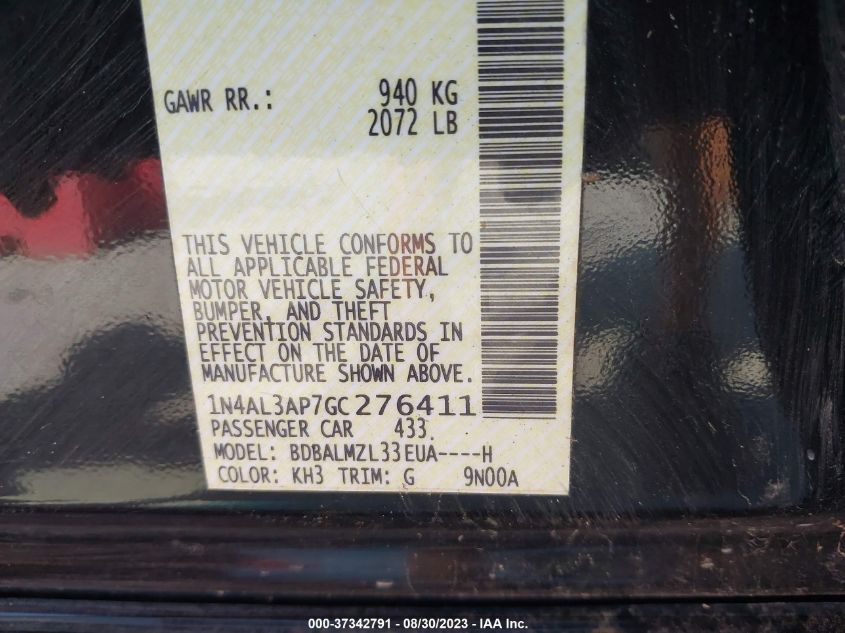 GAWR RR.: 940 KG
2072 LB
THIS VEHICLE CONFORMS TO
ALL APPLICABLE FEDERAL
MOTOR VEHICLE SAFETY,
BUMPER, AND THEFT
PREVENTION STANDARDS IN
EFFECT ON THE DATE OF
MANUFACTURE SHOWN ABOVE.
1N4AL3AP7GC276411
PASSENGER CAR 433.
MODEL: BDBALMZL33EUA----H
COLOR: KH3 TRIM: G 9N00A
000-37342791 - 08/30/2023 - IAA Inc.